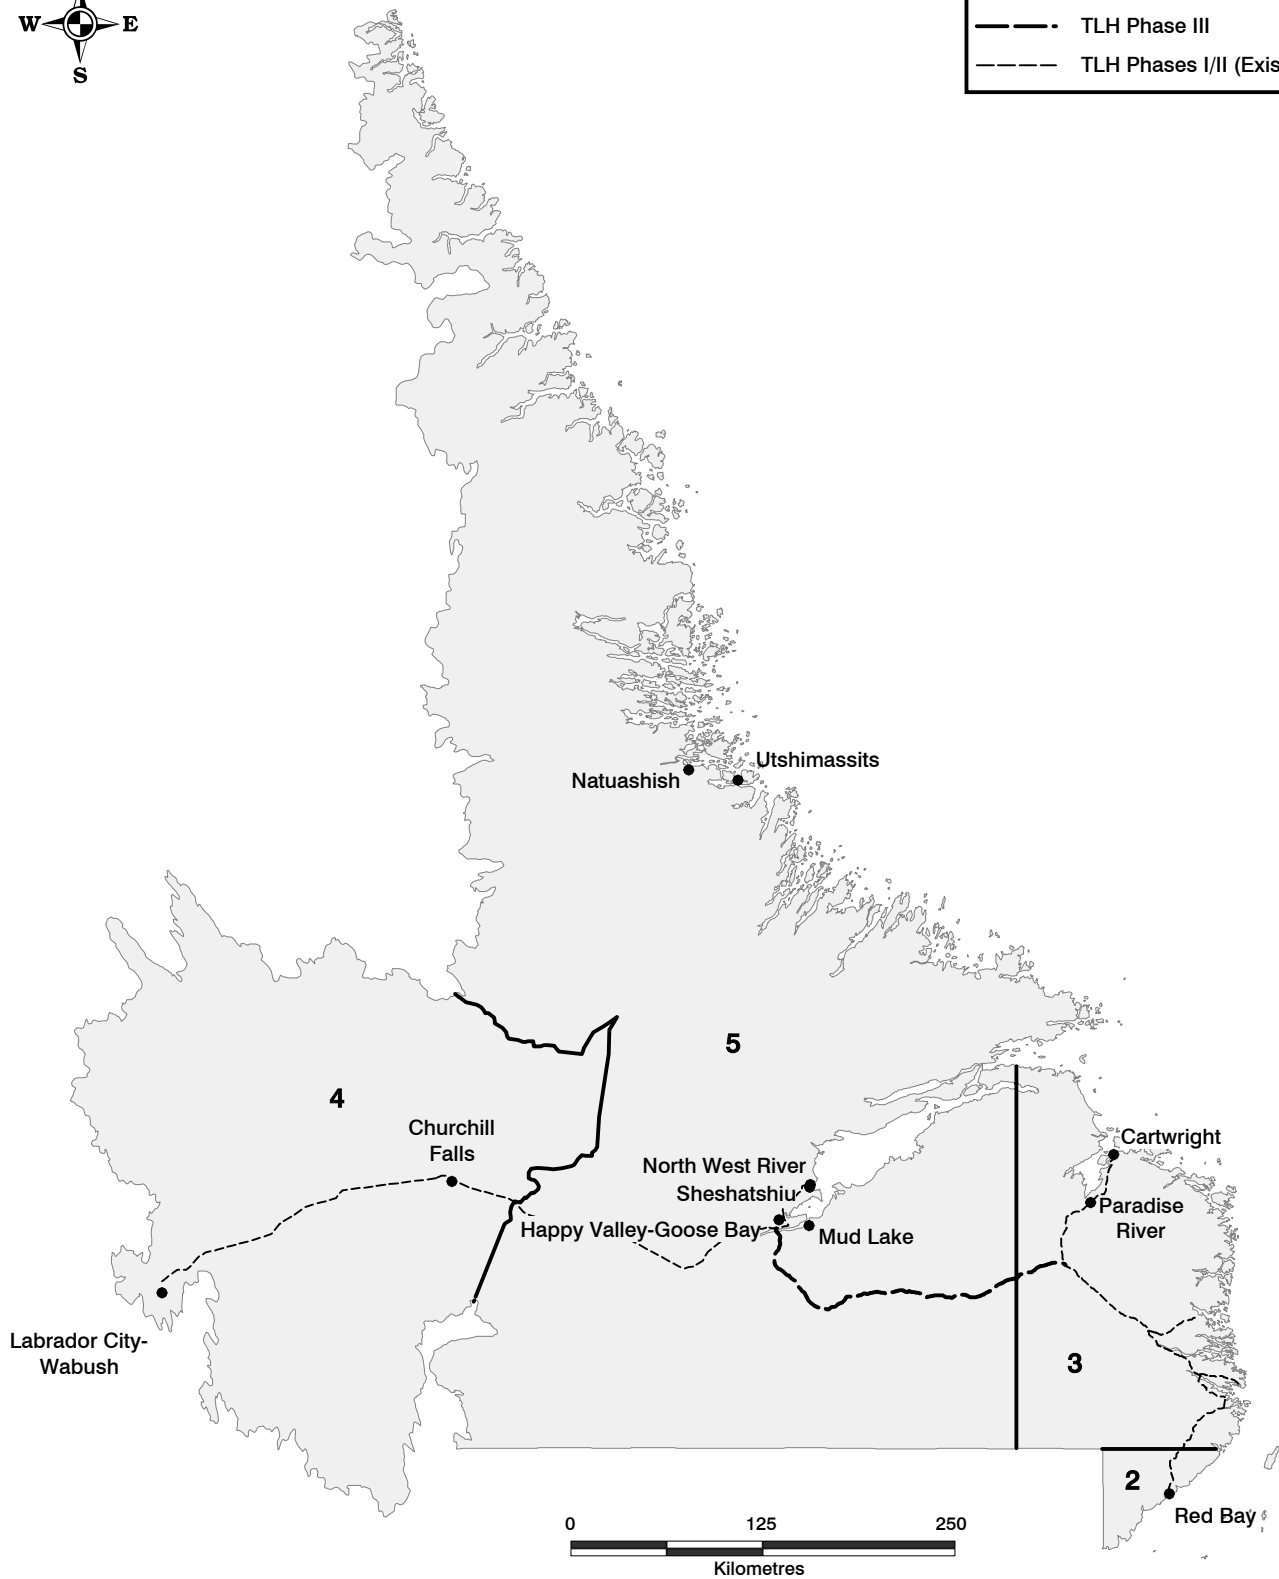 W E
S
TLH Phase III
TLH Phases I/II (Exis
Utshimassits
Natuashish
5
4
Churchill
Falls
Cartwright
North West River
Sheshatshiu
Paradise
River
Happy Valley-Goose Bay
Mud Lake
Labrador City-
Wabush
3
2
Red Bay
0 125 250
Kilometres